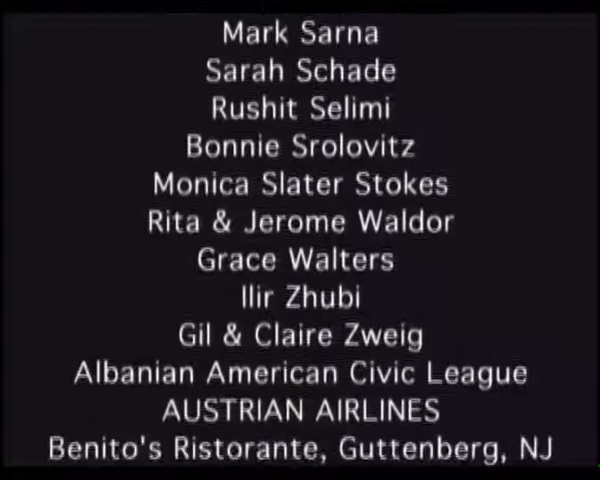 Mark Sarna
Sarah Schade
Rushit Selimi
Bonnie Srolovitz
Monica Slater Stokes
Rita & Jerome Waldor
Grace Walters
Ilir Zhubi
Gil & Claire Zweig
Albanian American Civic League
AUSTRIAN AIRLINES
Benito's Ristorante, Guttenberg, NJ